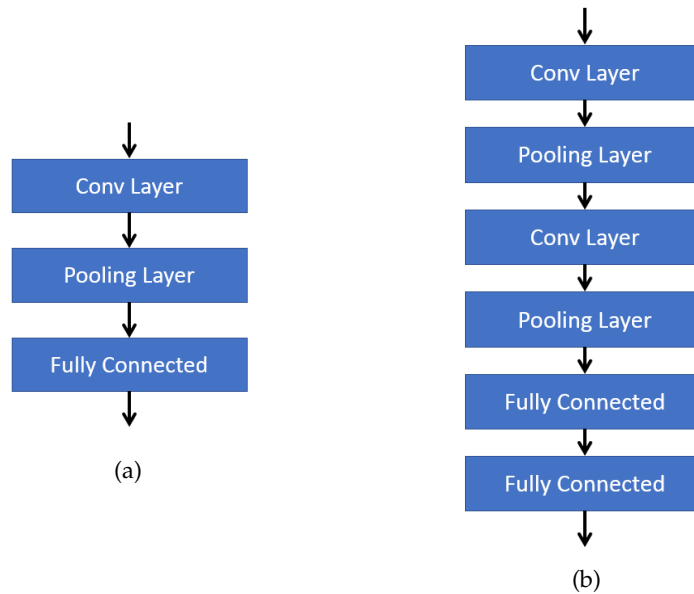 Conv Layer
Pooling Layer
Fully Connected
(a)
Conv Layer
Pooling Layer
Conv Layer
Pooling Layer
Fully Connected
Fully Connected
(b)